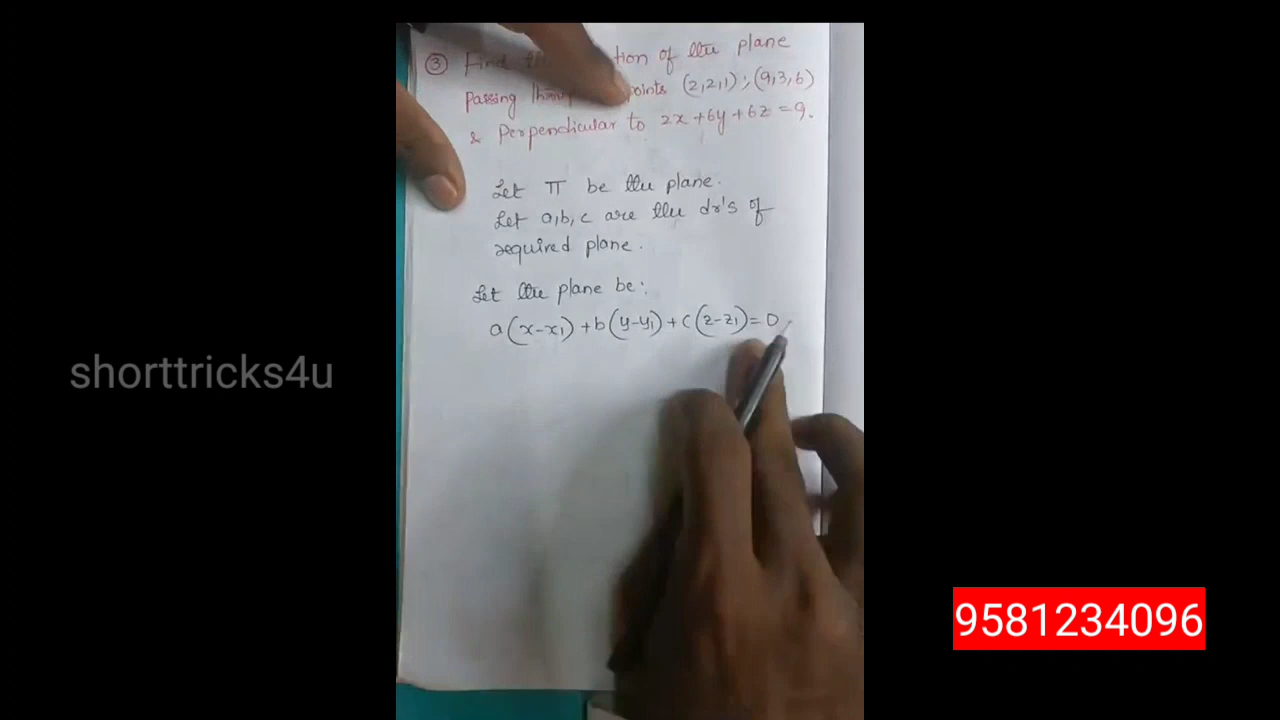 ③ Find tion of the plane
passing points (2,2,1); (9,3,6)
& Perpendicular to 2x+6y+6z=9.
Let π be the plane.
Let a,b,c are the dr's of
required plane.
Let the plane be:
a(x-x₁)+b(y-y₁)+c(z-z₁)=0
shorttricks4u
9581234096